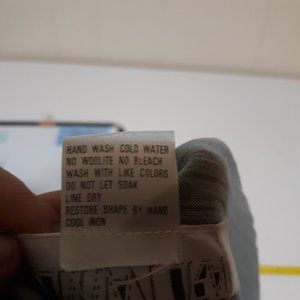 HAND WASH COLD WATER
NO WOOLITE NO BLEACH
WASH WITH LIKE COLORS
DO NOT LET SOAK
LINE DRY
RESTORE SHAPE BY HAND
COOL IRON